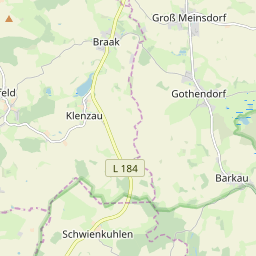 Groß Meinsdorf
Braak
Gothendorf
feld
Klenzau
L 184
Barkau
Schwienkuhlen